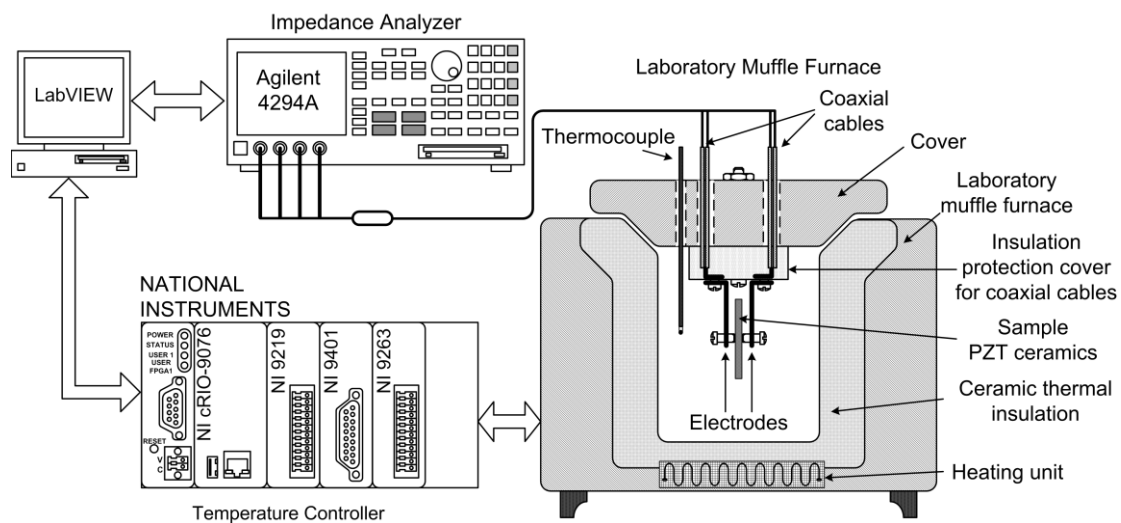 Impedance Analyzer
LabVIEW
Agilent
4294A
Laboratory Muffle Furnace
Coaxial
cables
Thermocouple
Cover
Laboratory
muffle furnace
Insulation
protection cover
for coaxial cables
Sample
PZT ceramics
Ceramic thermal
insulation
Electrodes
Heating unit
NATIONAL
INSTRUMENTS
POWER
STATUS
USER 1
USER
FPGA1
RESET
V
C
NI cRIO-9076
NI 9219
NI 9401
NI 9263
Temperature Controller